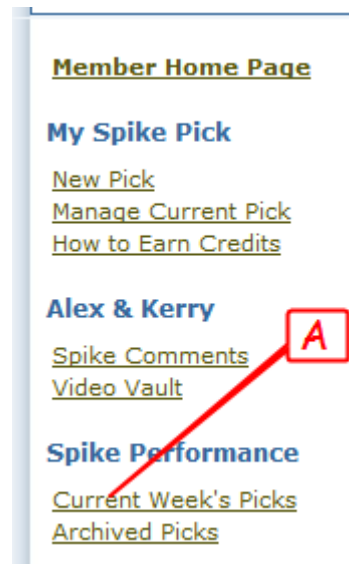 Member Home Page
My Spike Pick
New Pick
Manage Current Pick
How to Earn Credits
Alex & Kerry
A
Spike Comments
Video Vault
Spike Performance
Current Week's Picks
Archived Picks